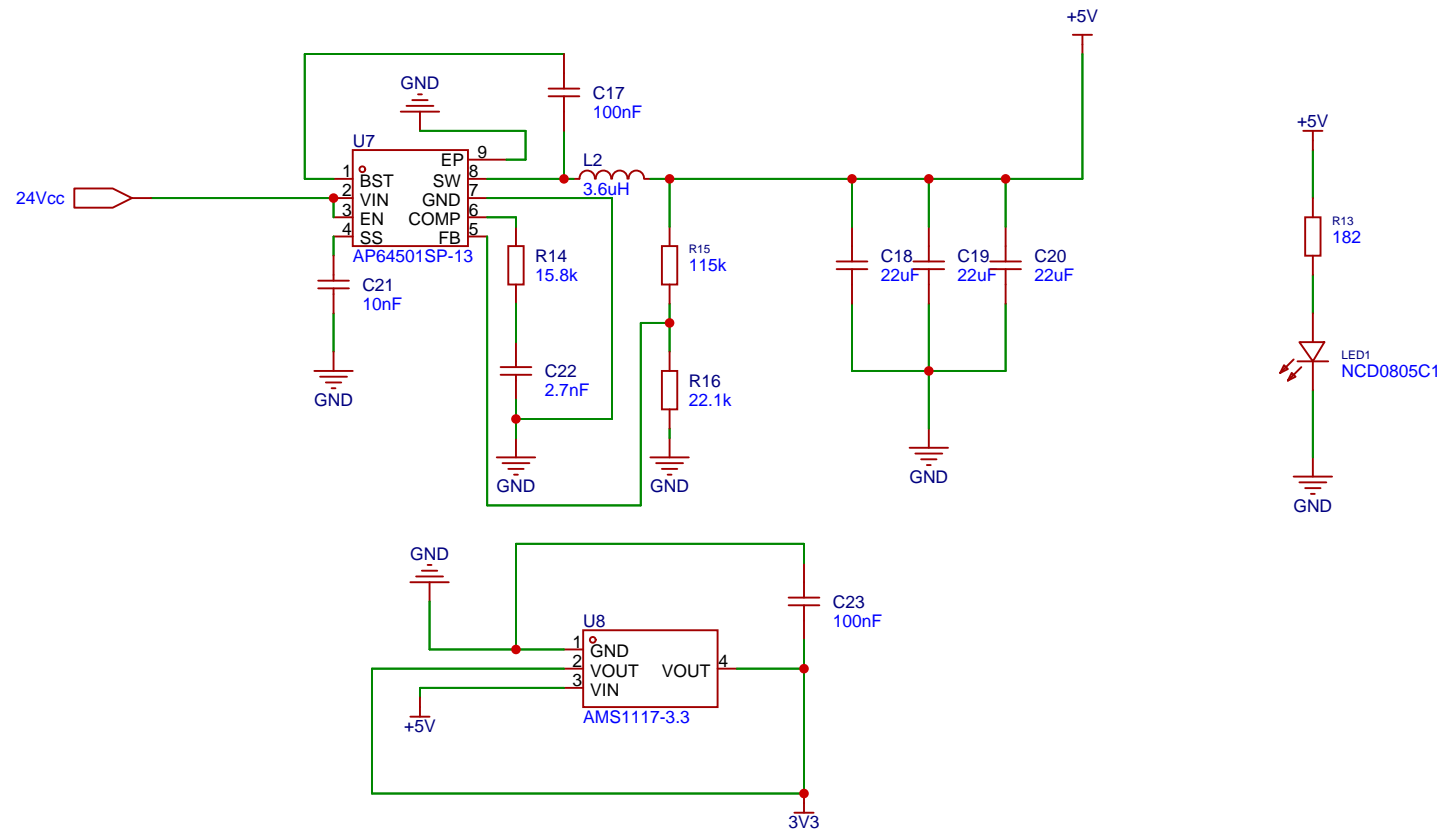 +5V
GND
C17
100nF
U7
EP
9
1
BST
SW
8
L2
3.6uH
24Vcc
2
VIN
GND
7
3
EN
COMP
6
4
SS
FB
5
AP64501SP-13
C21
10nF
GND
R14
15.8k
C22
2.7nF
GND
R15
115k
R16
22.1k
GND
C18
22uF
C19
22uF
C20
22uF
GND
+5V
R13
182
LED1
NCD0805C1
GND
GND
C23
100nF
U8
1
GND
2
VOUT
VOUT
4
3
VIN
AMS1117-3.3
+5V
3V3